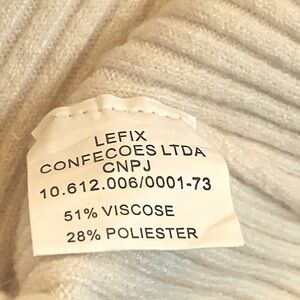 LEFIX
CONFECOES LTDA
CNPJ
10.612.006/0001-73
51% VISCOSE
28% POLIESTER